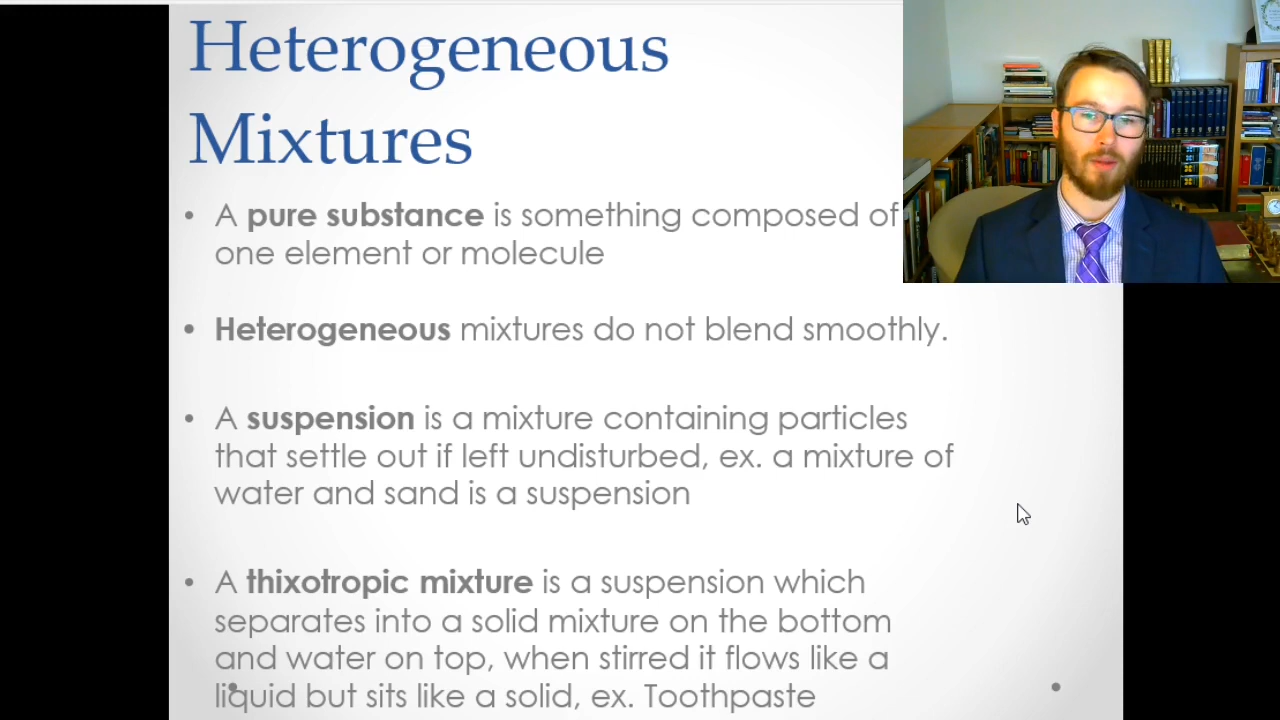 Heterogeneous
Mixtures
• A pure substance is something composed of
one element or molecule
• Heterogeneous mixtures do not blend smoothly.
• A suspension is a mixture containing particles
that settle out if left undisturbed, ex. a mixture of
water and sand is a suspension
• A thixotropic mixture is a suspension which
separates into a solid mixture on the bottom
and water on top, when stirred it flows like a
liquid but sits like a solid, ex. Toothpaste